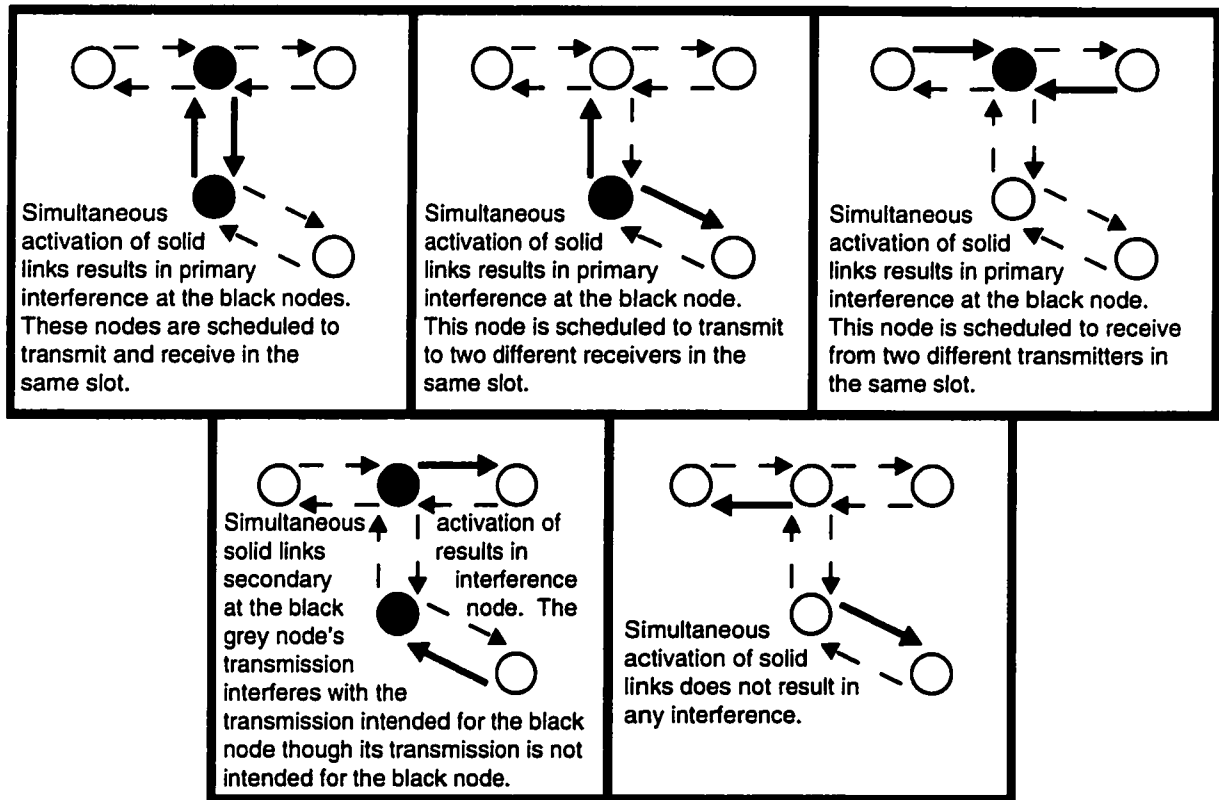 Simultaneous
activation of solid
links results in primary
interference at the black nodes.
These nodes are scheduled to
transmit and receive in the
same slot.
Simultaneous
activation of solid
links results in primary
interference at the black node.
This node is scheduled to transmit
to two different receivers in the
same slot.
Simultaneous
activation of solid
links results in primary
interference at the black node.
This node is scheduled to receive
from two different transmitters in
the same slot.
Simultaneous activation of
solid links results in
secondary interference
at the black node. The
grey node's
transmission
interferes with the
transmission intended for the black
node though its transmission is not
intended for the black node.
Simultaneous
activation of solid
links does not result in
any interference.